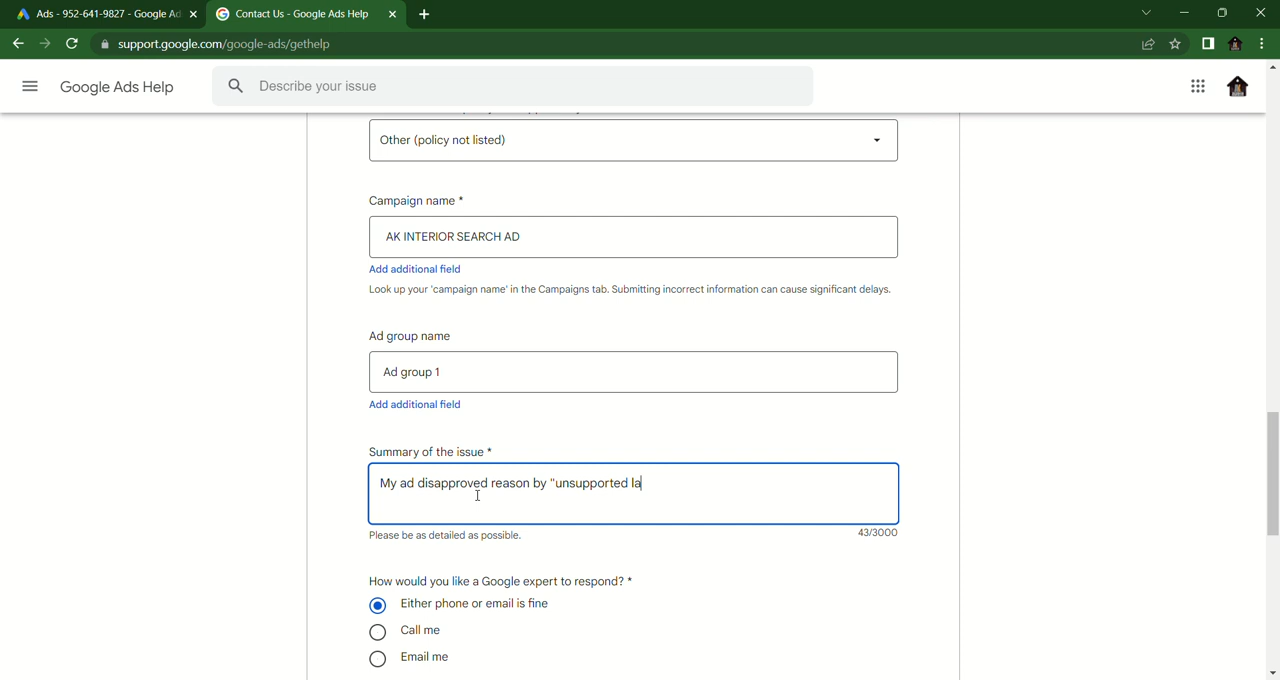 Ads - 952-641-9827 - Google Ad
Contact Us - Google Ads Help
support.google.com/google-ads/gethelp
Google Ads Help
Describe your issue
Other (policy not listed)
Campaign name *
AK INTERIOR SEARCH AD
Add additional field
Look up your 'campaign name' in the Campaigns tab. Submitting incorrect information can cause significant delays.
Ad group name
Ad group 1
Add additional field
Summary of the issue *
My ad disapproved reason by "unsupported la
Please be as detailed as possible.
43/3000
How would you like a Google expert to respond? *
Either phone or email is fine
Call me
Email me